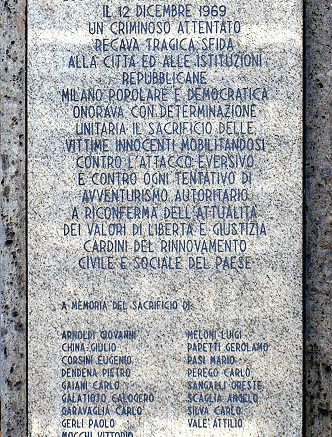 IL 12 DICEMBRE 1969
UN CRIMINOSO ATTENTATO
RECAVA TRAGICA SFIDA
ALLA CITTÀ ED ALLE ISTITUZIONI
REPUBBLICANE
MILANO POPOLARE E DEMOCRATICA
ONORAVA CON DETERMINAZIONE
UNITARIA IL SACRIFICIO DELLE
VITTIME INNOCENTI MOBILITANDOSI
CONTRO L'ATTACCO EVERSIVO
E CONTRO OGNI TENTATIVO DI
AVVENTURISMO AUTORITARIO
A RICONFERMA DELL'ATTUALITÀ
DEI VALORI DI LIBERTÀ E GIUSTIZIA
CARDINI DEL RINNOVAMENTO
CIVILE E SOCIALE DEL PAESE
A MEMORIA DEL SACRIFICIO DI:
ARNOLDI GIOVANNI
CHINA GIULIO
CORSINI EUGENIO
DENDENA PIETRO
GAIANI CARLO
GALATIOTO CALOGERO
GARAVAGLIA CARLO
GERLI PAOLO
MOCCHI VITTORIO
MELONI LUIGI
PAPETTI GEROLAMO
PASI MARIO
PEREGO CARLO
SANGALLI ORESTE
SCAGLIA ANGELO
SILVA CARLO
VALE' ATTILIO